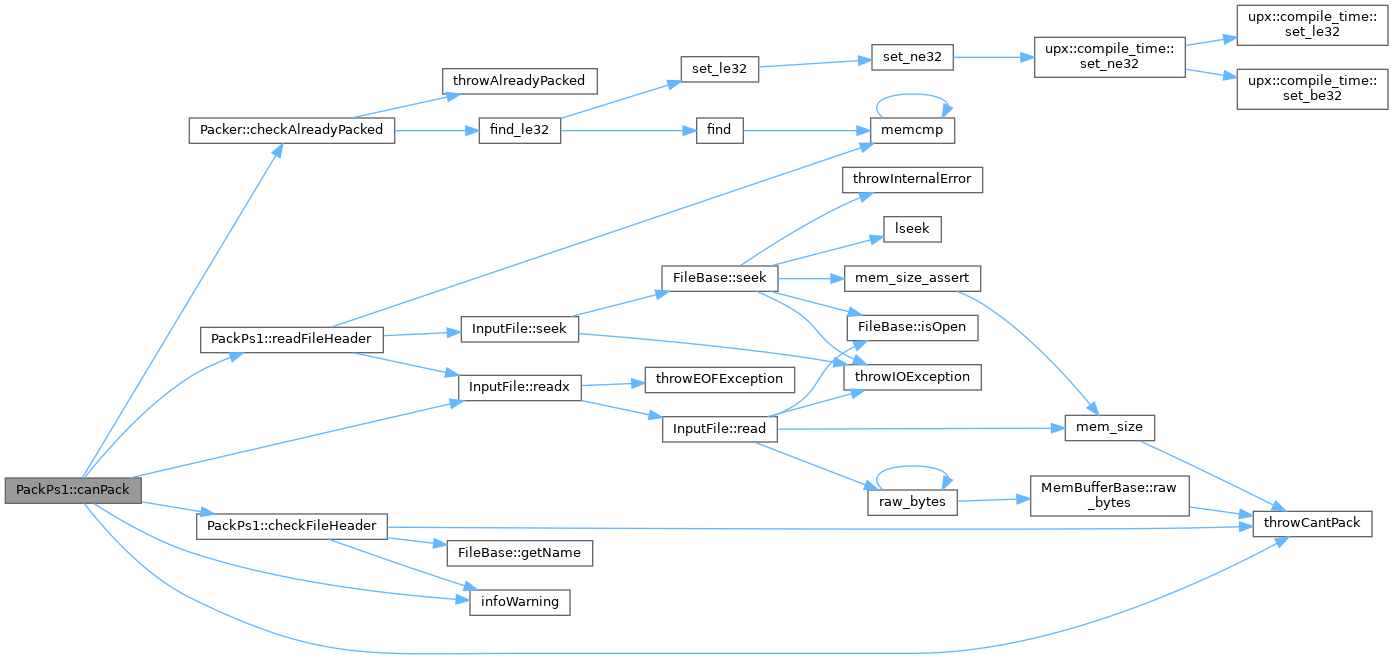 upx::compile_time::
set_le32
set_ne32
upx::compile_time::
set_ne32
set_le32
throwAlreadyPacked
upx::compile_time::
set_be32
Packer::checkAlreadyPacked
find_le32
find
memcmp
throwInternalError
lseek
FileBase::seek
mem_size_assert
InputFile::seek
FileBase::isOpen
PackPs1::readFileHeader
throwEOFException
throwIOException
InputFile::readx
InputFile::read
mem_size
PackPs1::canPack
raw_bytes
MemBufferBase::raw
_bytes
PackPs1::checkFileHeader
throwCantPack
FileBase::getName
infoWarning